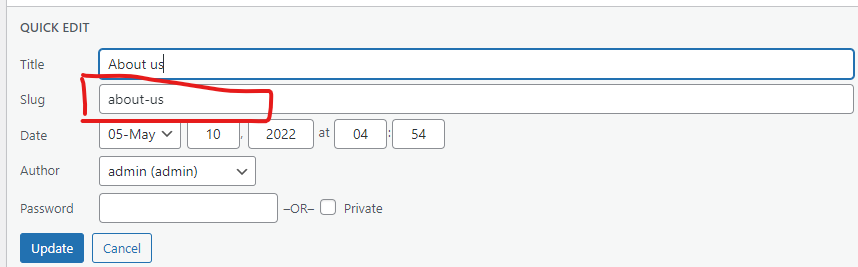 QUICK EDIT
Title About us
Slug about-us
Date 05-May 10, 2022 at 04:54
Author admin (admin)
Password –OR– Private
Update Cancel